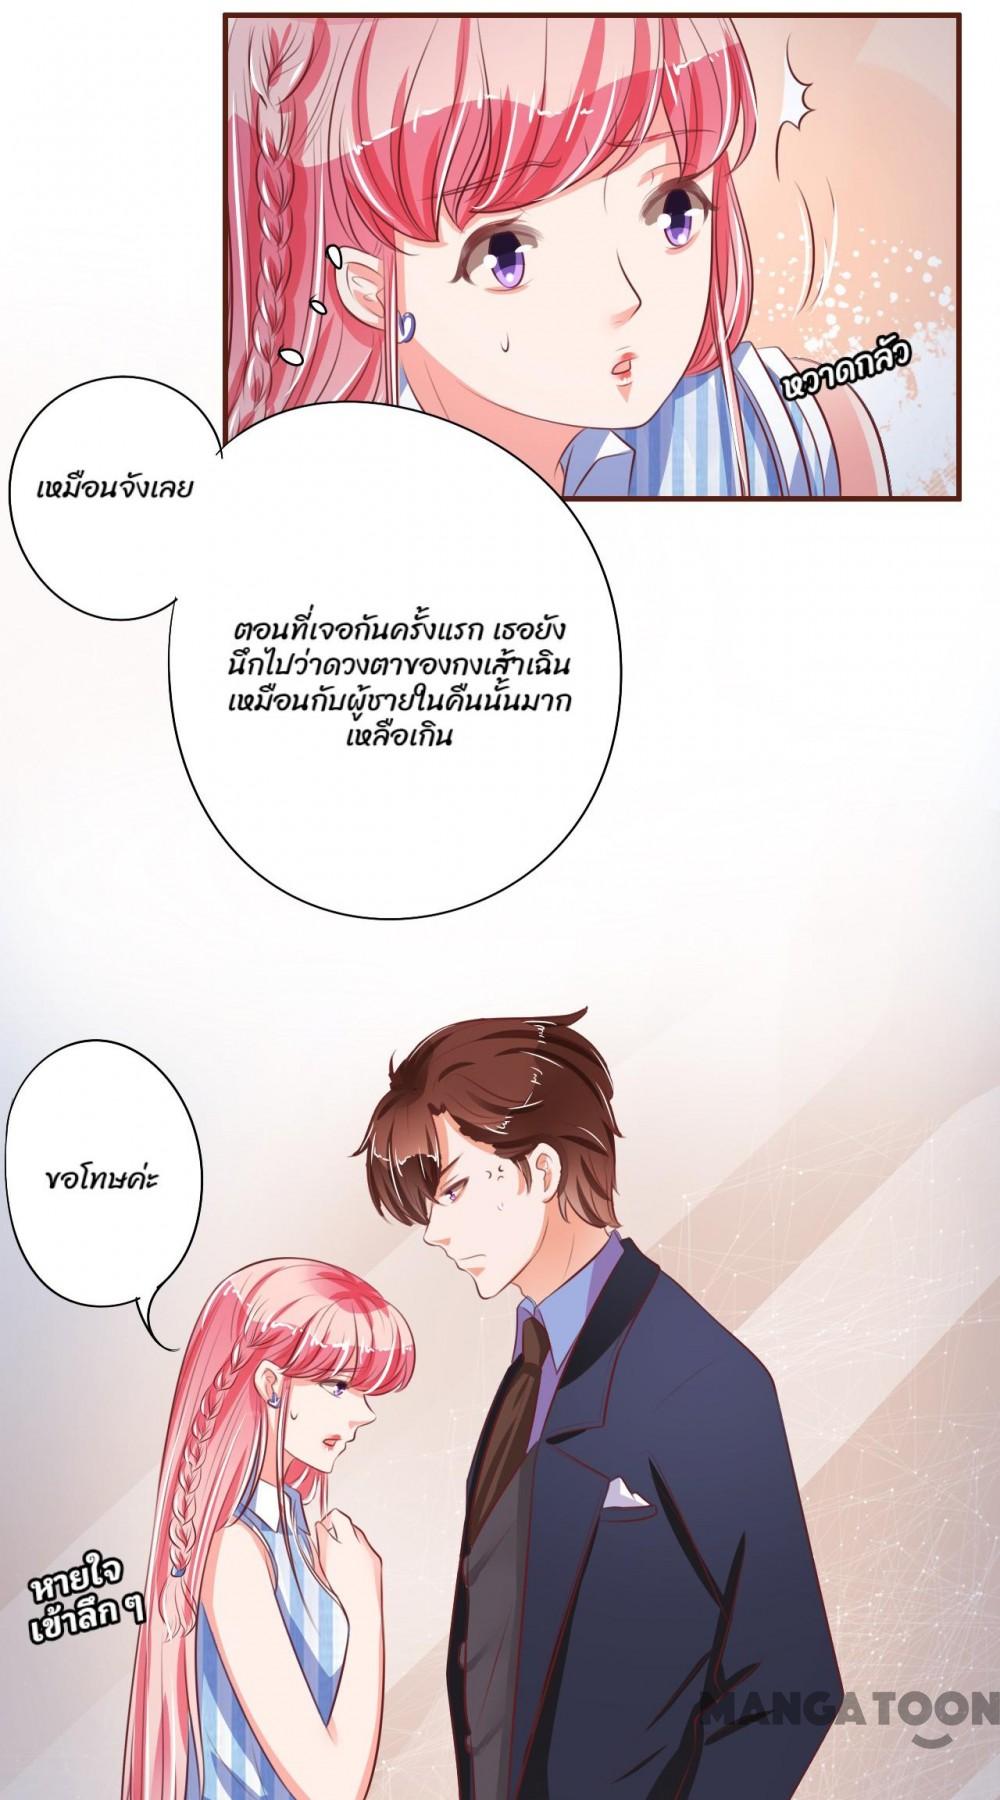 หวาดกลัว
เหมือนจังเลย
ตอนที่เจอกันครั้งแรก เธอยัง
นึกไปว่าดวงตาของกงเส้าเฉิน
เหมือนกับผู้ชายในคืนนั้นมาก
เหลือเกิน
ขอโทษค่ะ
หายใจ
เข้าลึก ๆ
MANGATOON